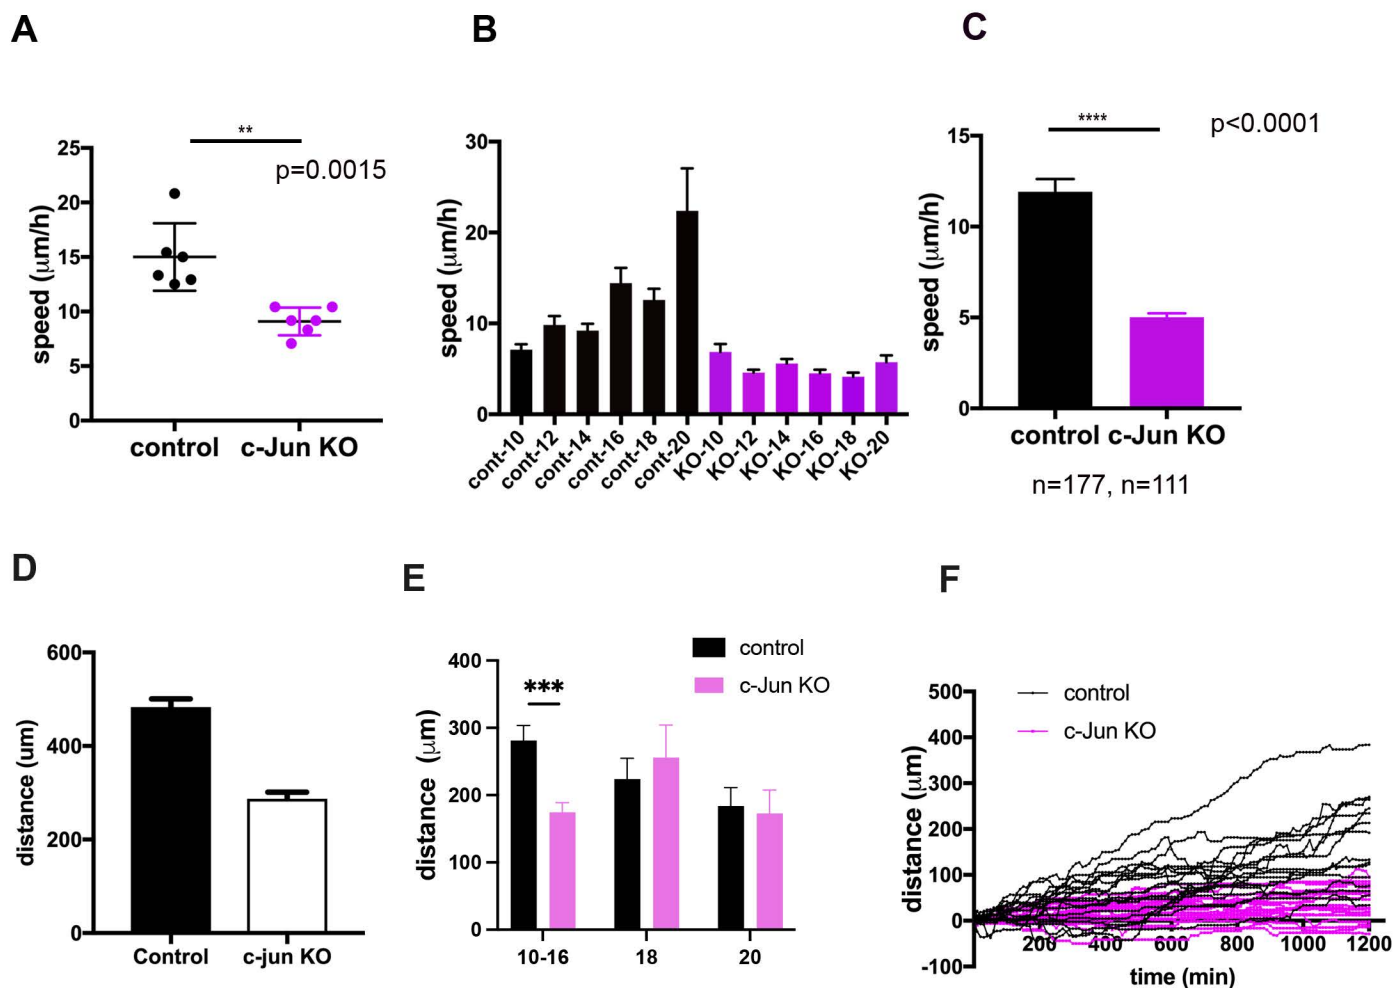 A
**
p=0.0015
25
20
15
10
5
0
speed (μm/h)
control
c-Jun KO
B
30
20
10
0
speed (μm/h)
cont-10
cont-12
cont-14
cont-16
cont-18
cont-20
KO-10
KO-12
KO-14
KO-16
KO-18
KO-20
C
****
p<0.0001
15
10
5
0
speed (μm/h)
control c-Jun KO
n=177, n=111
D
600
400
200
0
distance (um)
Control
c-jun KO
E
control
c-Jun KO
***
400
300
200
100
0
distance (μm)
10-16
18
20
F
control
c-Jun KO
500
400
300
200
100
0
-100
distance (μm)
200
400
600
800
1000
1200
time (min)